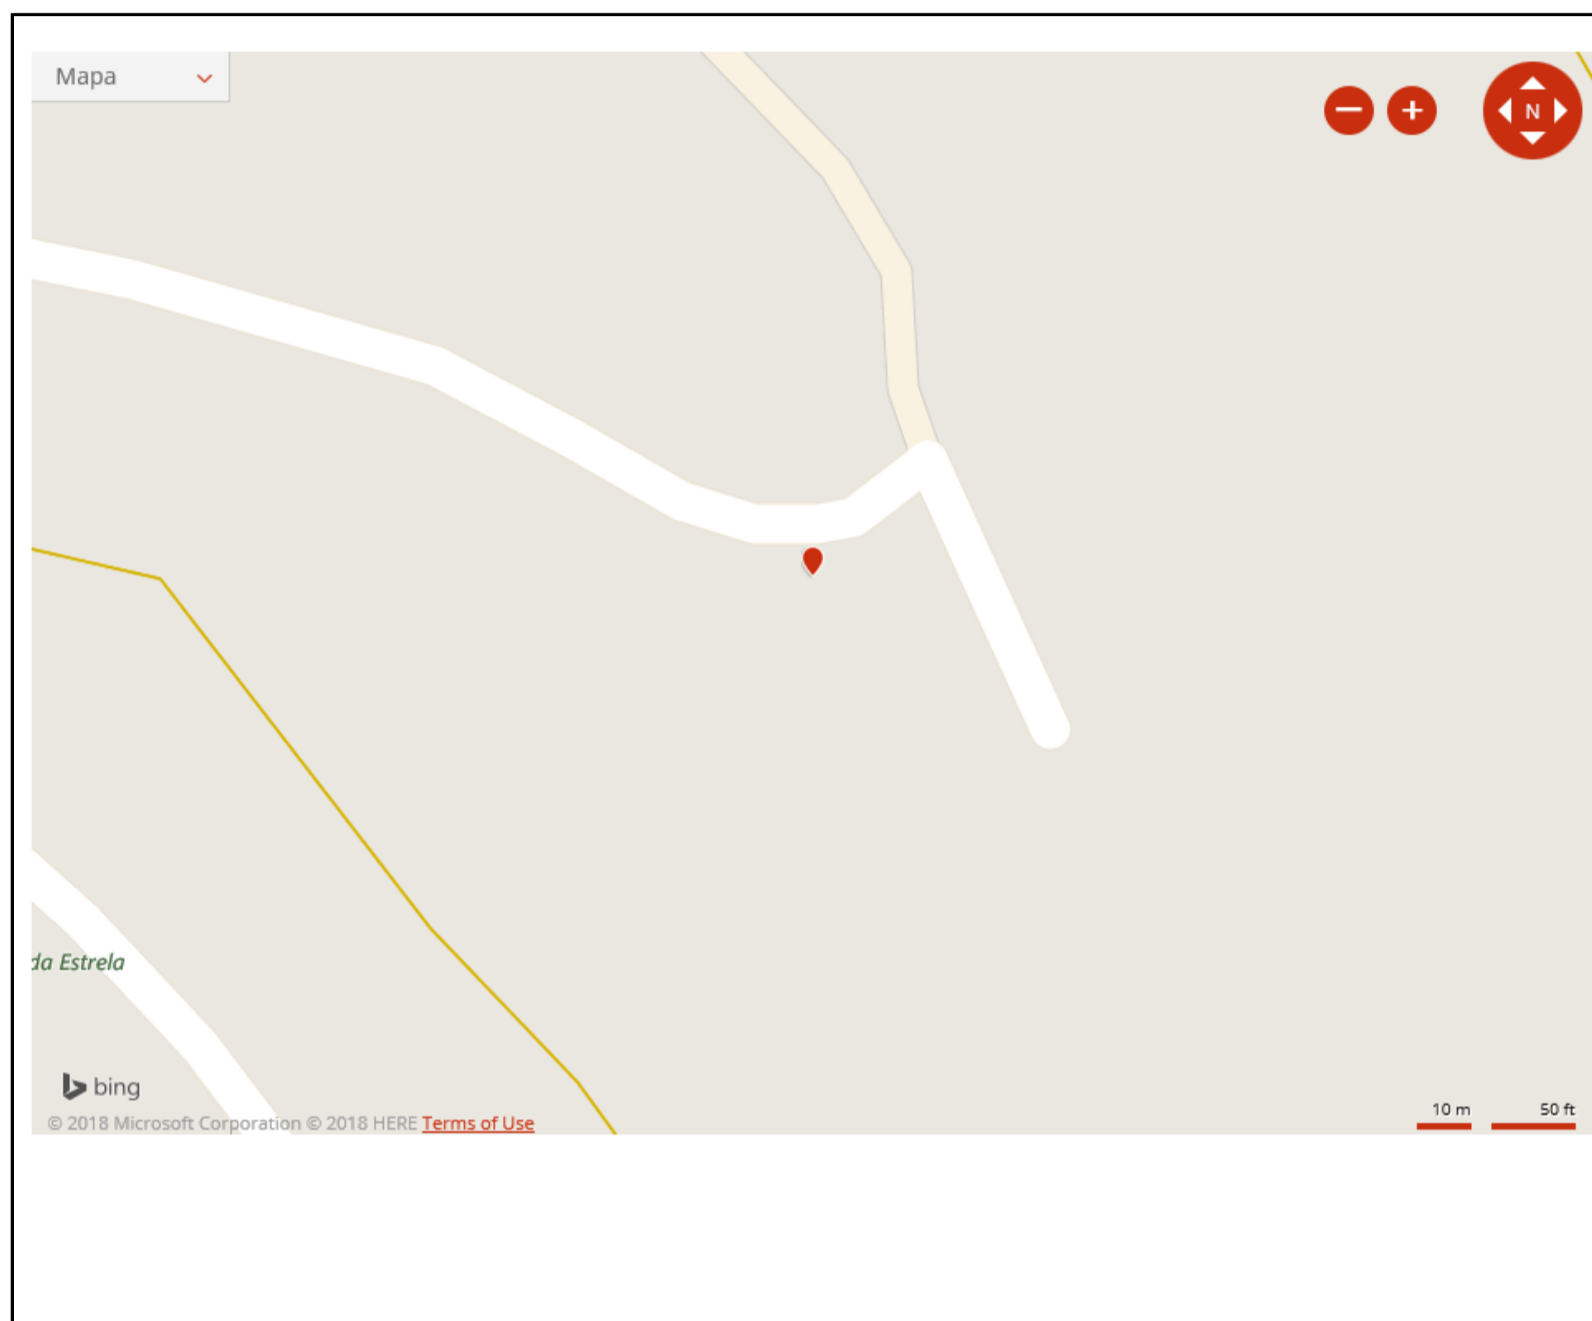 Mapa
N
da Estrela
bing
© 2018 Microsoft Corporation © 2018 HERE Terms of Use
10 m 50 ft